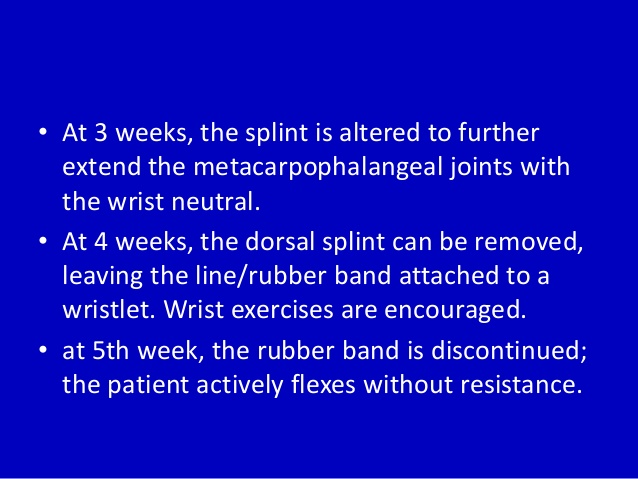 • At 3 weeks, the splint is altered to further
extend the metacarpophalangeal joints with
the wrist neutral.
• At 4 weeks, the dorsal splint can be removed,
leaving the line/rubber band attached to a
wristlet. Wrist exercises are encouraged.
• at 5th week, the rubber band is discontinued;
the patient actively flexes without resistance.